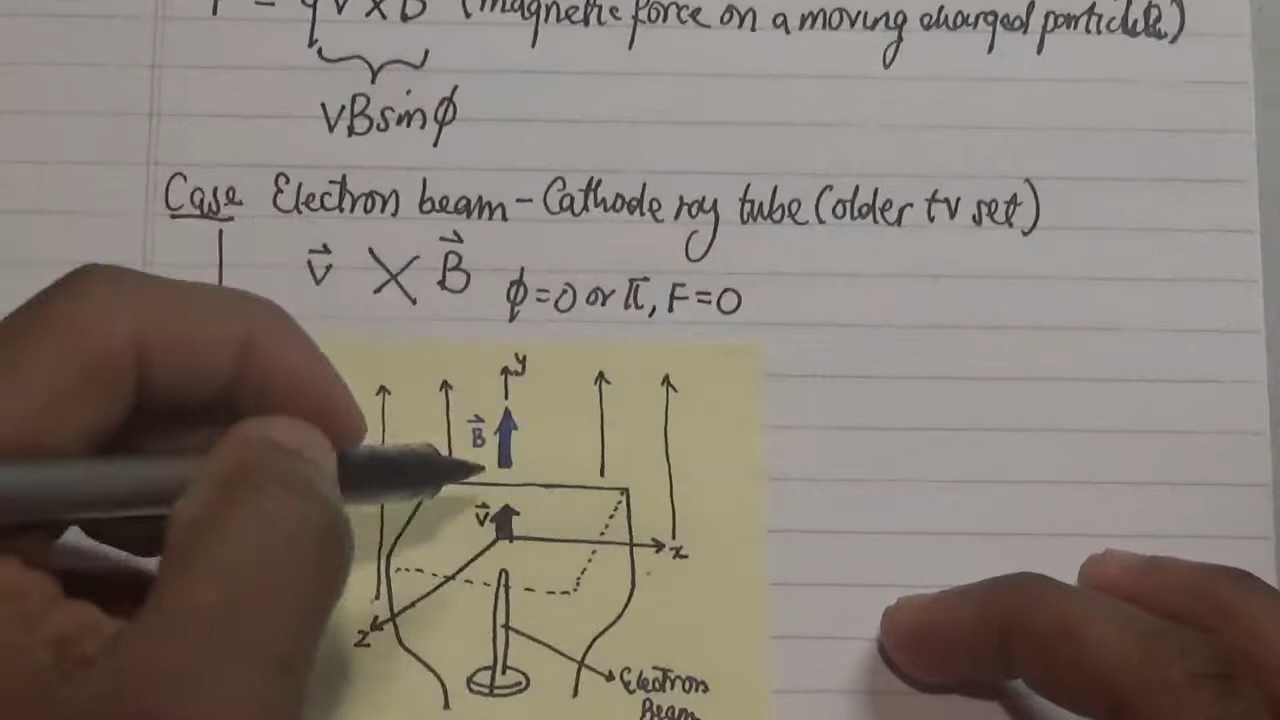 F = qv × B (magnetic force on a moving charged particle)
vBsinϕ
Case Electron beam - Cathode ray tube (older tv set)
v⃗ X B⃗ ϕ=0 or π, F=0
y
B⃗
v⃗
x
z
Electron
Beam